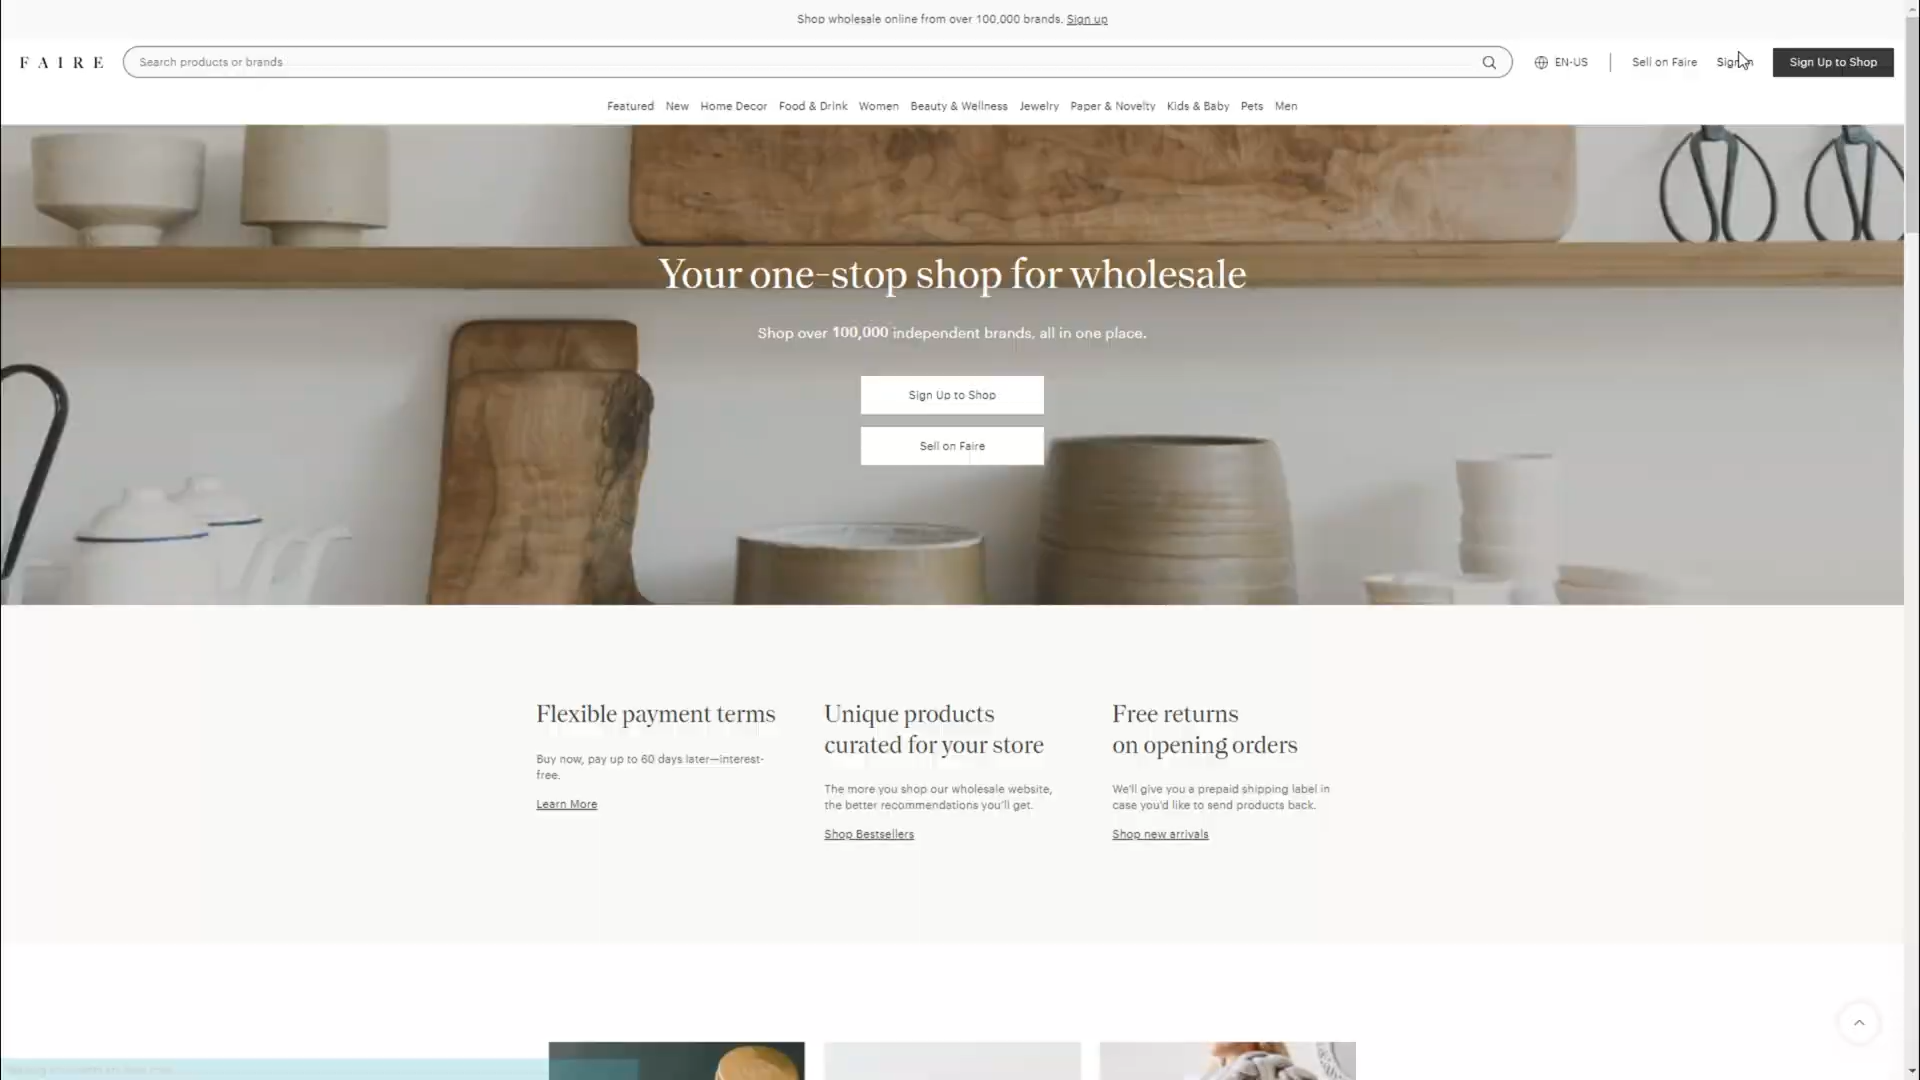 Shop wholesale online from over 100,000 brands. Sign up
FAIRE
Search products or brands
EN-US
Sell on Faire
Sign Up to Shop
Featured New Home Decor Food & Drink Women Beauty & Wellness Jewelry Paper & Novelty Kids & Baby Pets Men
Your one-stop shop for wholesale
Shop over 100,000 independent brands, all in one place.
Sign Up to Shop
Sell on Faire
Flexible payment terms
Buy now, pay up to 60 days later—interest-
free.
Learn More
Unique products
curated for your store
The more you shop our wholesale website,
the better recommendations you'll get.
Shop Bestsellers
Free returns
on opening orders
We'll give you a prepaid shipping label in
case you'd like to send products back.
Shop new arrivals